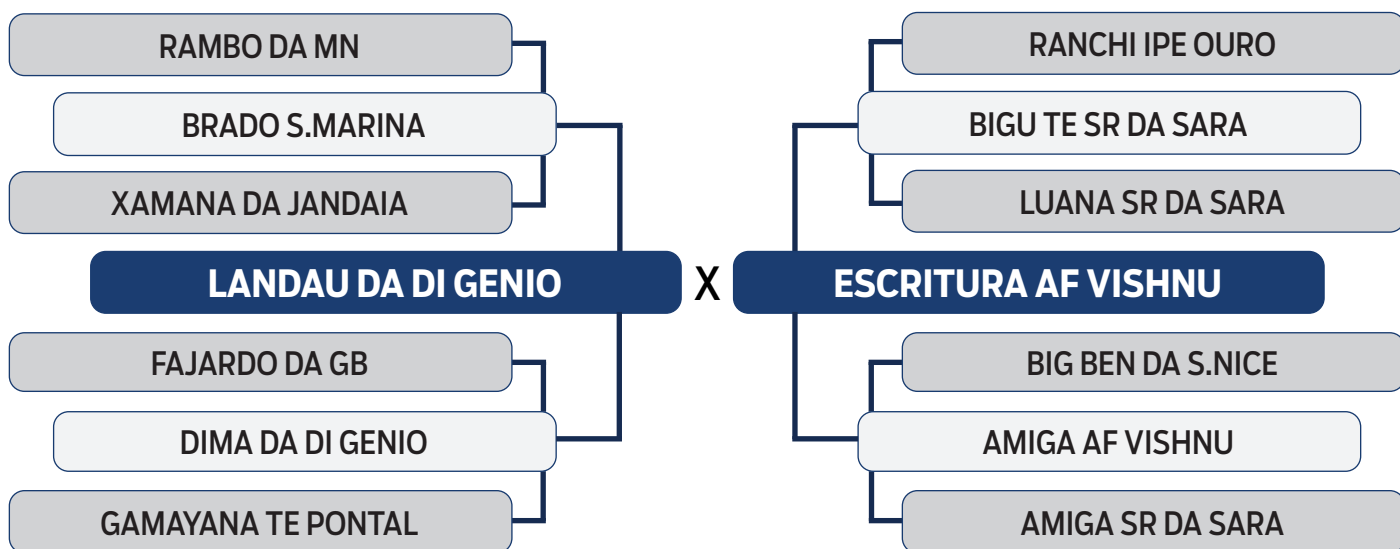 RAMBO DA MN
BRADO S.MARINA
XAMANA DA JANDAIA
LANDAU DA DI GENIO
FAJARDO DA GB
DIMA DA DI GENIO
GAMAYANA TE PONTAL
X
RANCHI IPE OURO
BIGU TE SR DA SARA
LUANA SR DA SARA
ESCRITURA AF VISHNU
BIG BEN DA S.NICE
AMIGA AF VISHNU
AMIGA SR DA SARA